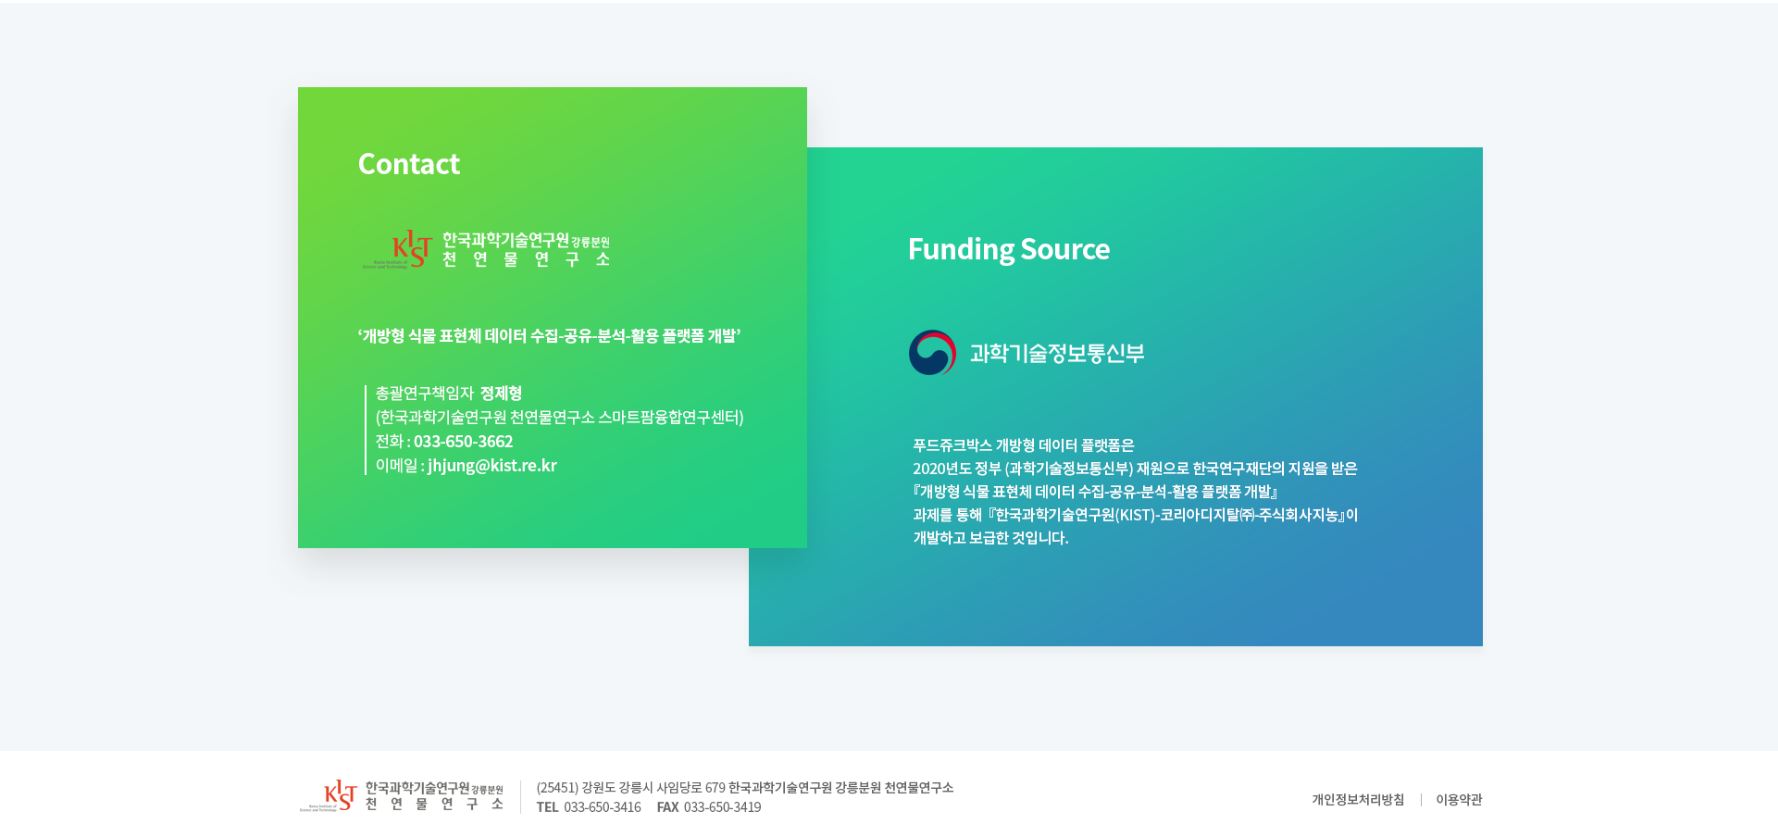 Contact
KIST 한국과학기술연구원 강릉분원
천연물연구소
Korea Institute of
Science and Technology
‘개방형 식물 표현체 데이터 수집-공유-분석-활용 플랫폼 개발’
총괄연구책임자 정제형
(한국과학기술연구원 천연물연구소 스마트팜융합연구센터)
전화 : 033-650-3662
이메일 : jhjung@kist.re.kr
Funding Source
과학기술정보통신부
푸드쥬크박스 개방형 데이터 플랫폼은
2020년도 정부 (과학기술정보통신부) 재원으로 한국연구재단의 지원을 받은
『개방형 식물 표현체 데이터 수집-공유-분석-활용 플랫폼 개발』
과제를 통해 『한국과학기술연구원(KIST)-코리아디지탈㈜-주식회사지농』이
개발하고 보급한 것입니다.
KIST 한국과학기술연구원 강릉분원
천연물연구소
Korea Institute of
Science and Technology
(25451) 강원도 강릉시 사임당로 679 한국과학기술연구원 강릉분원 천연물연구소
TEL 033-650-3416 FAX 033-650-3419
개인정보처리방침 | 이용약관